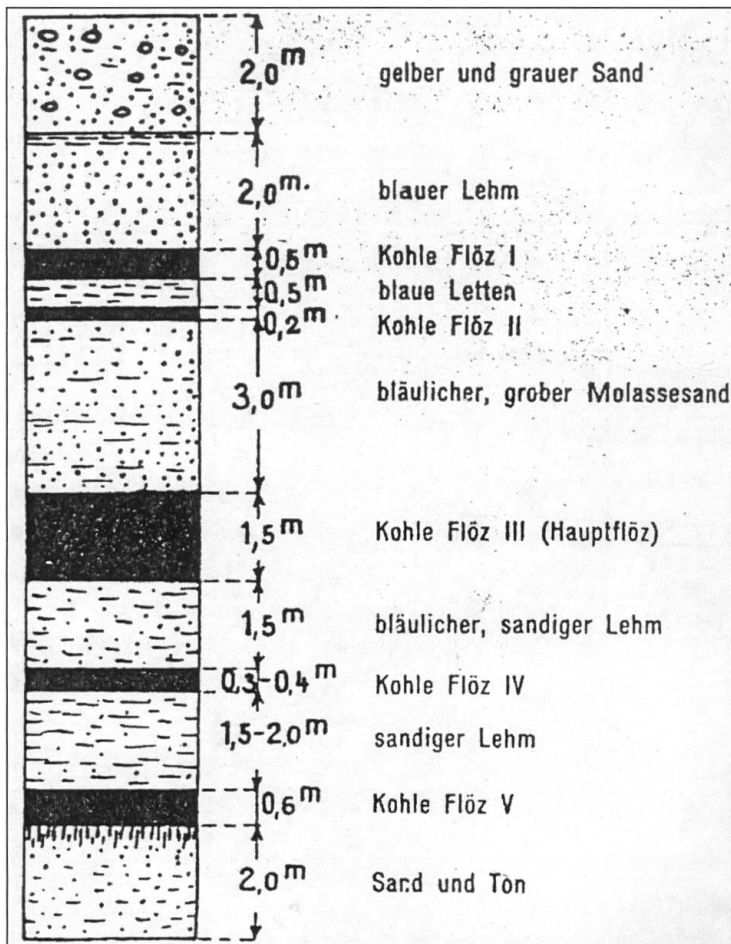 2,0m gelber und grauer Sand
2,0m. blauer Lehm
0,5m Kohle Flöz I
0,5m blaue Letten
0,2m Kohle Flöz II
3,0m bläulicher, grober Molassesand
1,5m Kohle Flöz III (Hauptflöz)
1,5m bläulicher, sandiger Lehm
0,3-0,4m Kohle Flöz IV
1,5-2,0m sandiger Lehm
0,6m Kohle Flöz V
2,0m Sand und Ton